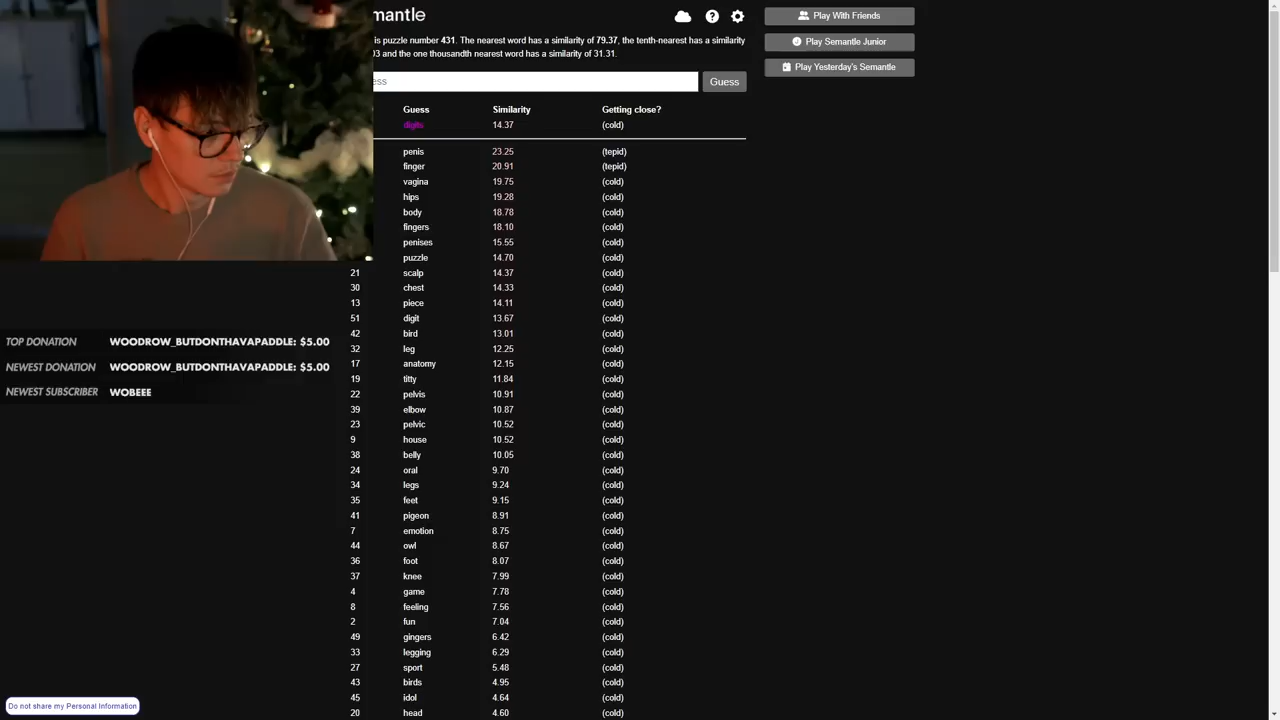 mantle
is puzzle number 431. The nearest word has a similarity of 79.37, the tenth-nearest has a similarity
03 and the one thousandth nearest word has a similarity of 31.31.
Play With Friends
Play Semantle Junior
Play Yesterday's Semantle
ess
Guess
Guess Similarity Getting close?
digits 14.37 (cold)
penis 23.25 (tepid)
finger 20.91 (tepid)
vagina 19.75 (cold)
hips 19.28 (cold)
body 18.78 (cold)
fingers 18.10 (cold)
penises 15.55 (cold)
puzzle 14.70 (cold)
21 scalp 14.37 (cold)
30 chest 14.33 (cold)
13 piece 14.11 (cold)
51 digit 13.67 (cold)
42 bird 13.01 (cold)
32 leg 12.25 (cold)
17 anatomy 12.15 (cold)
19 titty 11.84 (cold)
22 pelvis 10.91 (cold)
39 elbow 10.87 (cold)
23 pelvic 10.52 (cold)
9 house 10.52 (cold)
38 belly 10.05 (cold)
24 oral 9.70 (cold)
34 legs 9.24 (cold)
35 feet 9.15 (cold)
41 pigeon 8.91 (cold)
7 emotion 8.75 (cold)
44 owl 8.67 (cold)
36 foot 8.07 (cold)
37 knee 7.99 (cold)
4 game 7.78 (cold)
8 feeling 7.56 (cold)
2 fun 7.04 (cold)
49 gingers 6.42 (cold)
33 legging 6.29 (cold)
27 sport 5.48 (cold)
43 birds 4.95 (cold)
45 idol 4.64 (cold)
20 head 4.60 (cold)
TOP DONATION WOODROW_BUTDONTHAVAPADDLE: $5.00
NEWEST DONATION WOODROW_BUTDONTHAVAPADDLE: $5.00
NEWEST SUBSCRIBER WOBEEE
Do not share my Personal Information